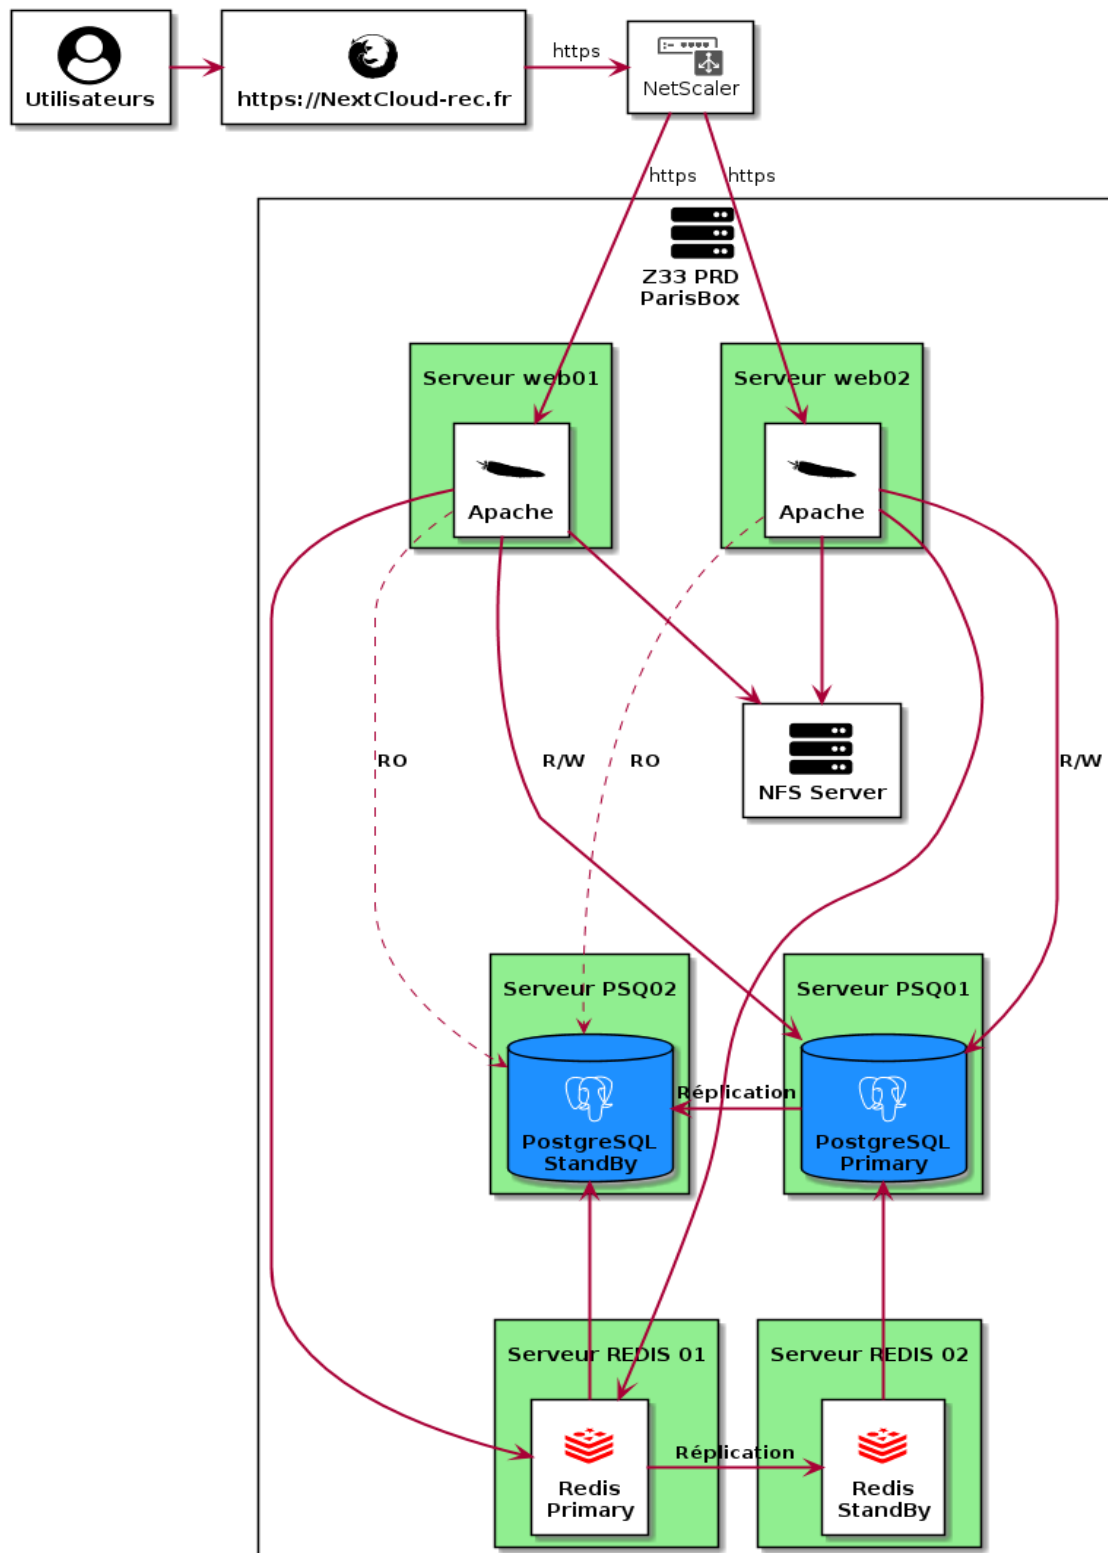 Utilisateurs
https://NextCloud-rec.fr
https
NetScaler
https
https
Z33 PRD
ParisBox
Serveur web01
Serveur web02
Apache
Apache
RO
R/W
RO
R/W
NFS Server
Serveur PSQ02
Serveur PSQ01
Réplication
PostgreSQL
StandBy
PostgreSQL
Primary
Serveur REDIS 01
Serveur REDIS 02
Réplication
Redis
Primary
Redis
StandBy